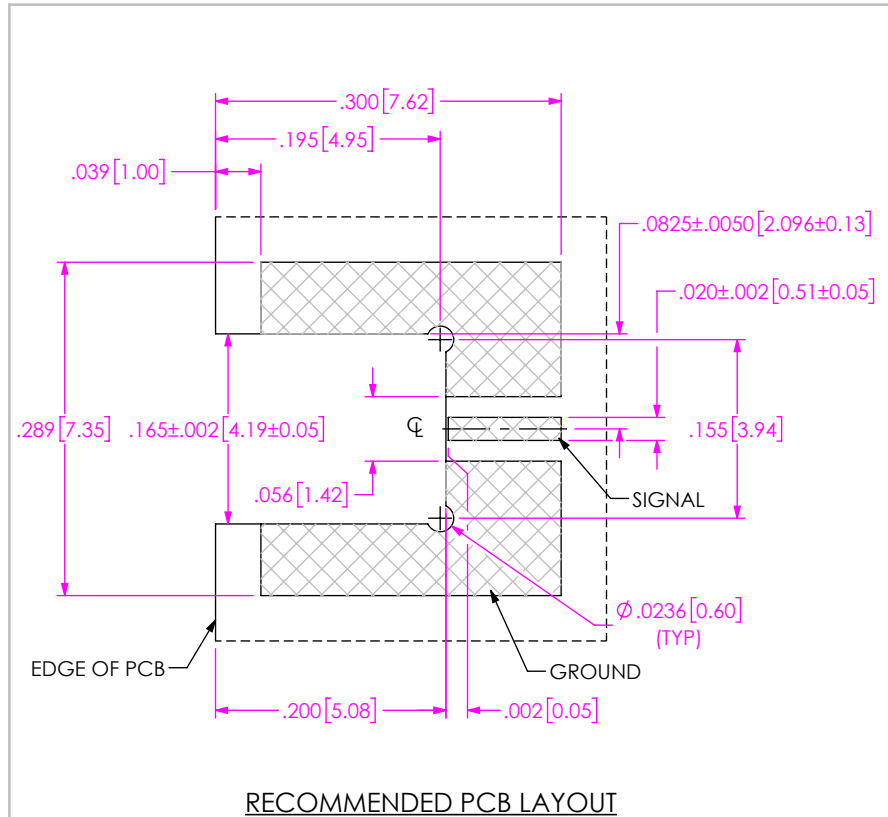 .300[7.62]
.195[4.95]
.039[1.00]
.0825±.0050[2.096±0.13]
.020±.002[0.51±0.05]
.289[7.35]
.165±.002[4.19±0.05]
℄
.155[3.94]
.056[1.42]
SIGNAL
Ø.0236[0.60]
(TYP)
EDGE OF PCB
GROUND
.200[5.08]
.002[0.05]
RECOMMENDED PCB LAYOUT